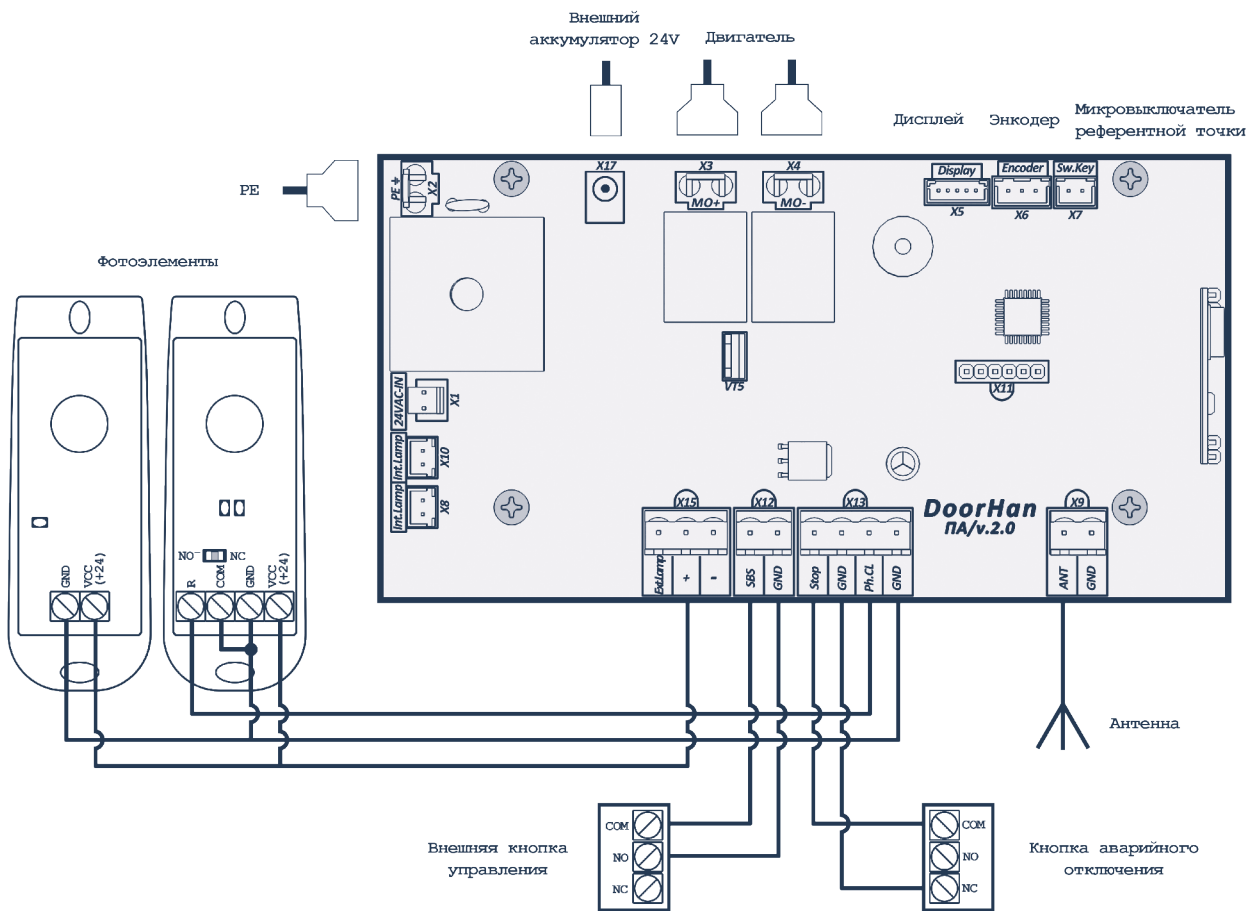 Внешний
аккумулятор 24V
Двигатель
Дисплей
Энкодер
Микровыключатель
референтной точки
PE
PE
X2
X17
X3
MO+
X4
MO-
Display
X5
Encoder
X6
Sw.Key
X7
Фотоэлементы
VT5
X11
24VAC-IN
X1
Int.Lamp
X10
Int.Lamp
X8
X15
X12
X13
DoorHan
ПА/v.2.0
X9
Ext.Lamp
+
-
SBS
GND
Stop
GND
Ph.CL
GND
ANT
GND
GND
VCC
(+24)
NO
NC
R
COM
GND
VCC
(+24)
Антенна
Внешняя кнопка
управления
COM
NO
NC
COM
NO
NC
Кнопка аварийного
отключения